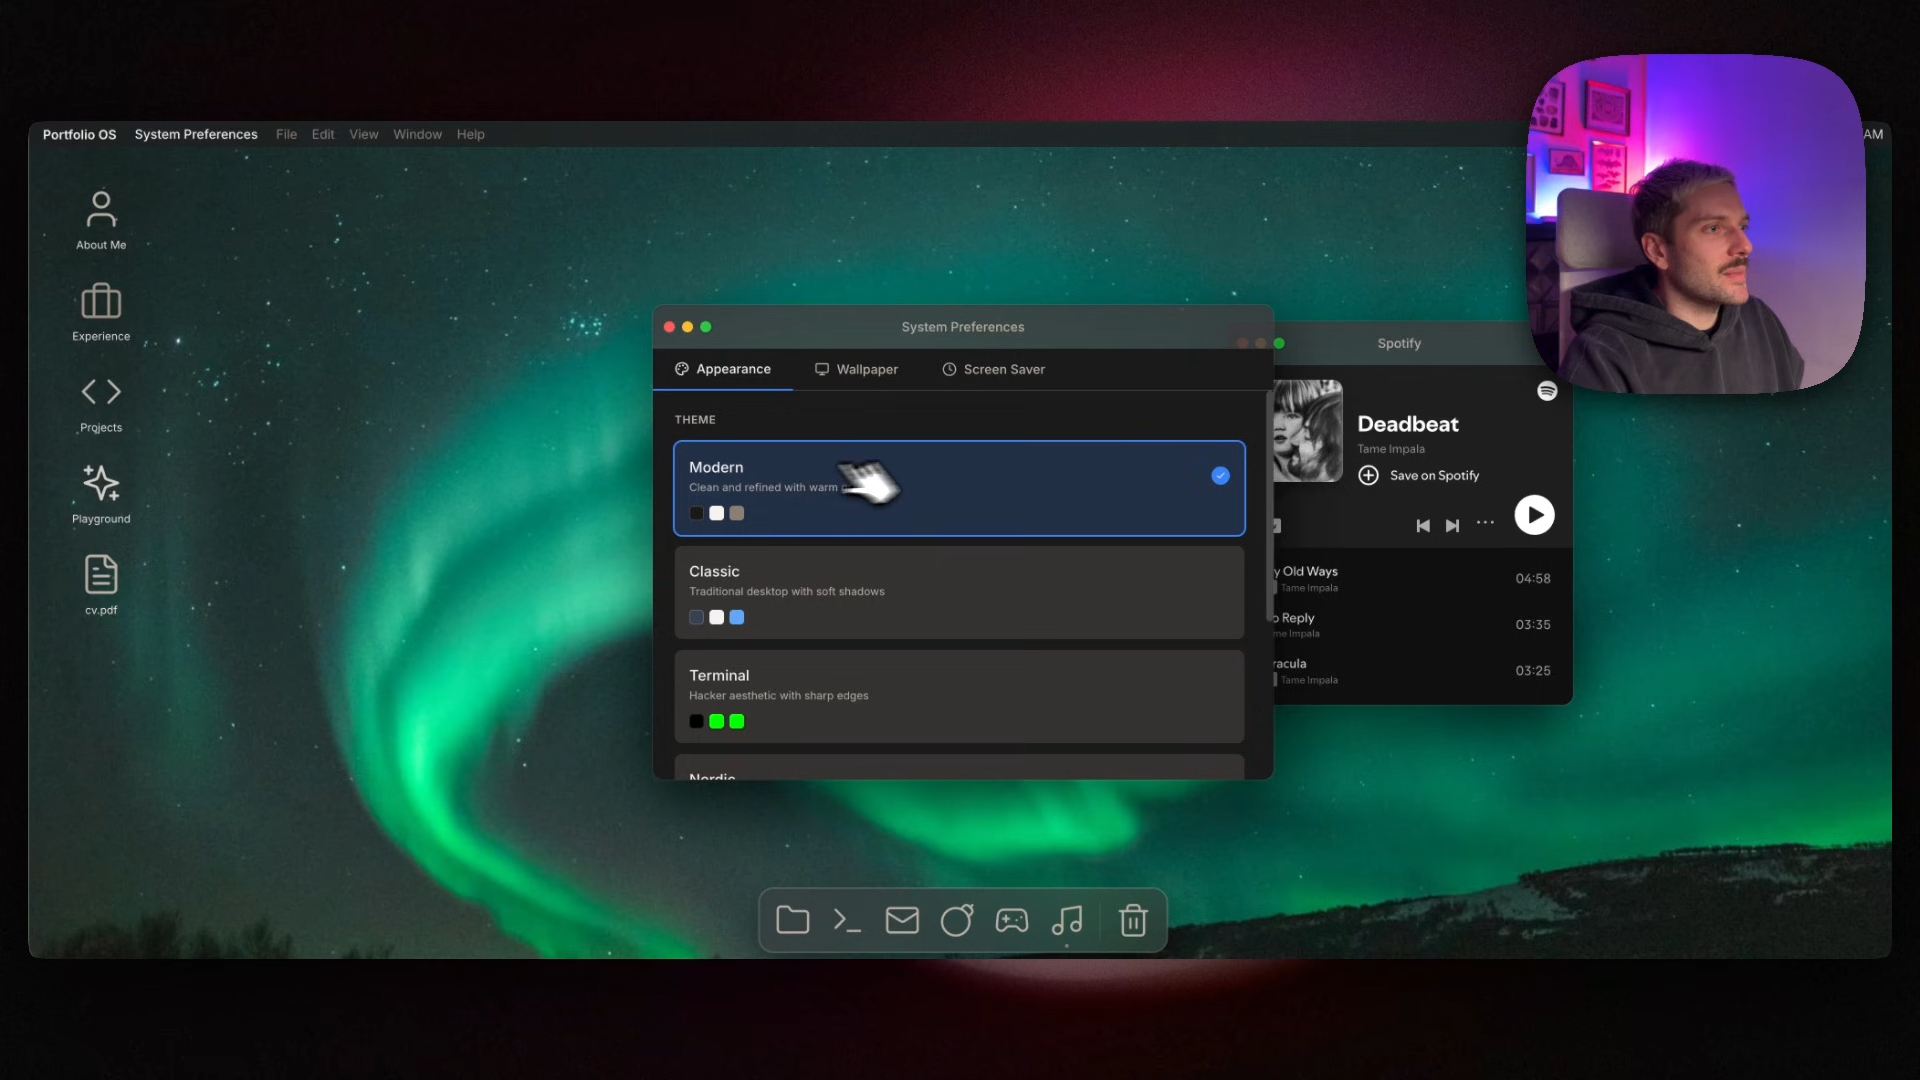 Portfolio OS System Preferences File Edit View Window Help
AM
About Me
Experience
Projects
Playground
cv.pdf
System Preferences
Appearance Wallpaper Screen Saver
THEME
Modern
Clean and refined with warm
Classic
Traditional desktop with soft shadows
Terminal
Hacker aesthetic with sharp edges
Nordic
Spotify
Deadbeat
Tame Impala
Save on Spotify
y Old Ways
04:58
Tame Impala
Reply
03:35
me Impala
racula
03:25
Tame Impala